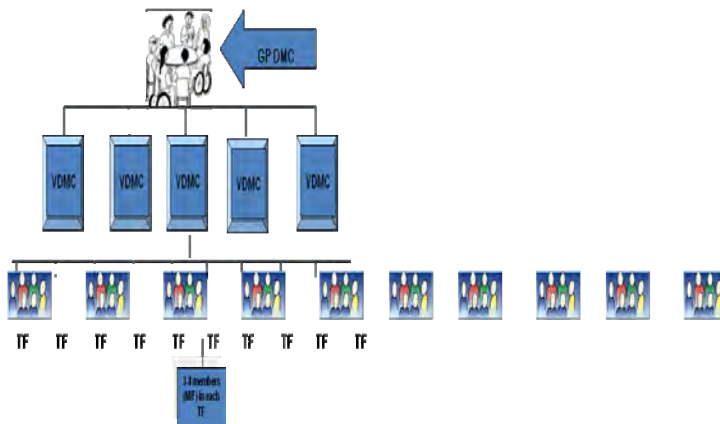 GP DMC
VDMC VDMC VDMC VDMC VDMC
TF TF TF TF TF TF TF TF TF
members
(M/F) in each
TF